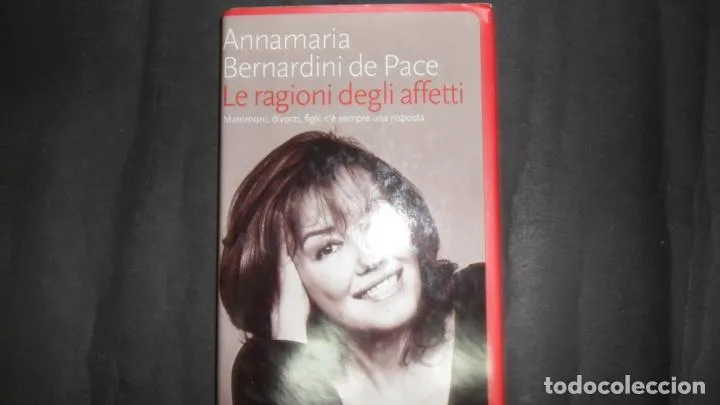 Annamaria
Bernardini de Pace
Le ragioni degli affetti
Matrimoni, divorzi, figli: c'è sempre una risposta
todocoleccion